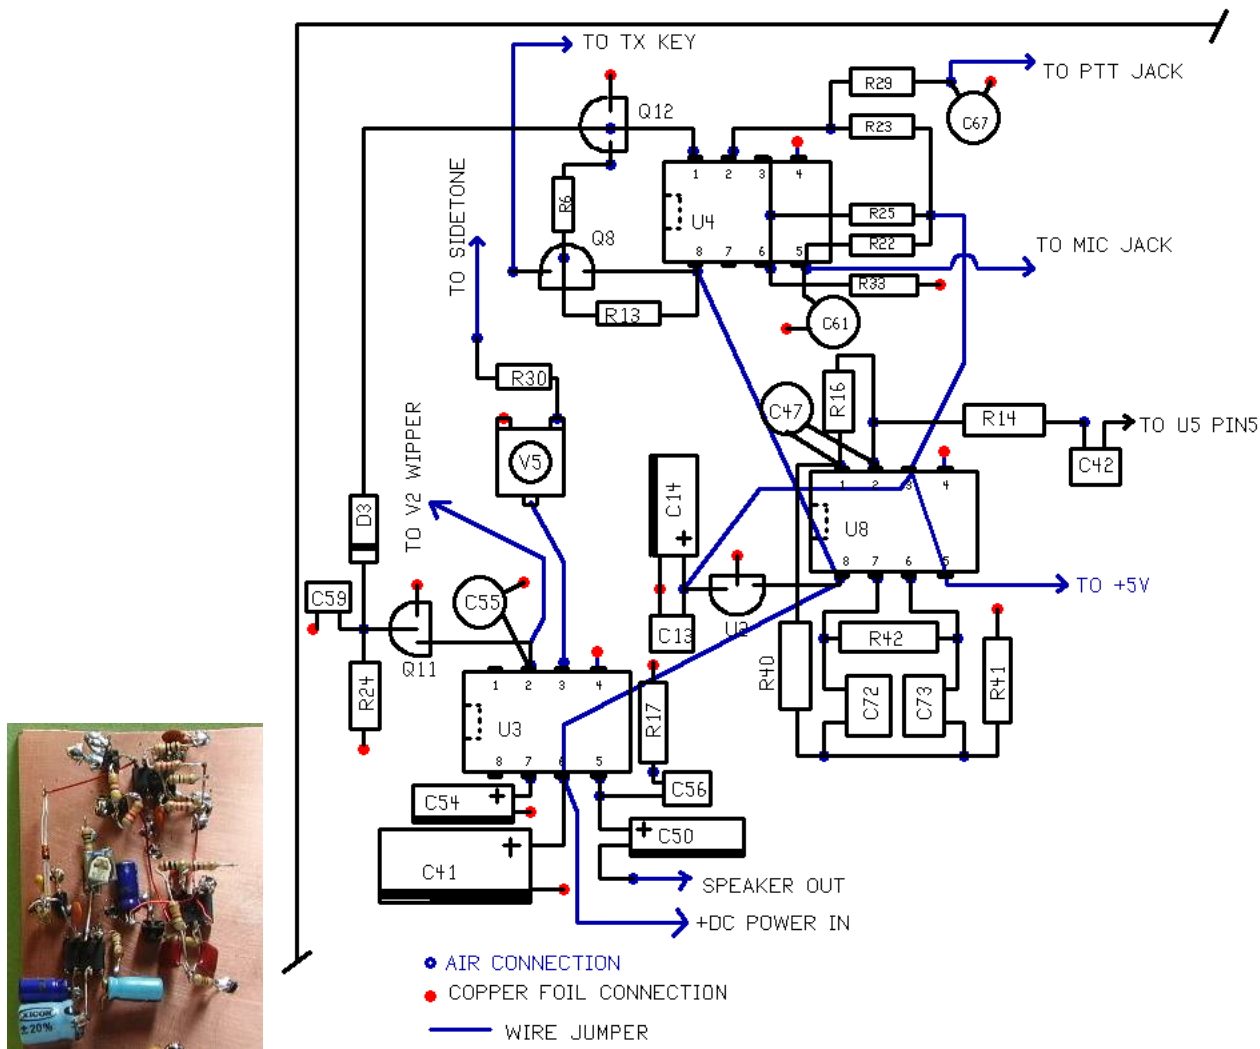 TO TX KEY
TO PTT JACK
R29
Q12
C67
R23
1 2 3 4
U4
R6
R25
TO SIDETONE
Q8
R22
TO MIC JACK
8 7 6 5
R33
R13
C61
R30
R16
C47
R14
TO U5 PIN5
C42
V5
TO V2 WIPPER
C14
+
1 2 3 4
D3
U8
8 7 6 5
TO +5V
C59
C55
C13
U2
R42
Q11
R40
R41
R24
1 2 3 4
R17
C72
C73
U3
8 7 6 5
C54
+
C56
+
C50
C41
+
SPEAKER OUT
+DC POWER IN
AIR CONNECTION
COPPER FOIL CONNECTION
WIRE JUMPER
XICON
±20%